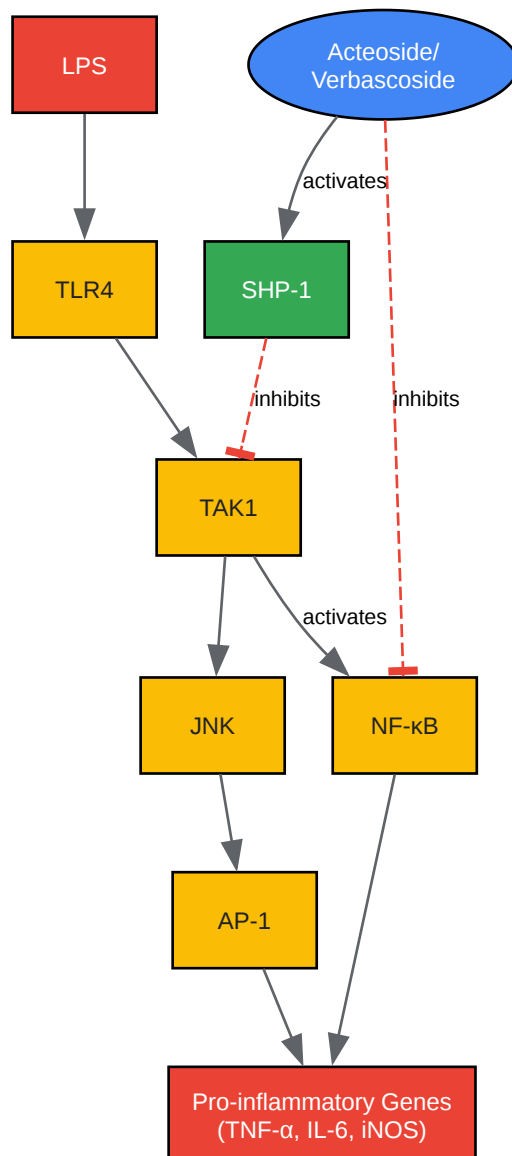 LPS
Acteoside/
Verbascoside
activates
TLR4
SHP-1
inhibits
inhibits
TAK1
activates
JNK
NF-κB
AP-1
Pro-inflammatory Genes
(TNF-α, IL-6, iNOS)